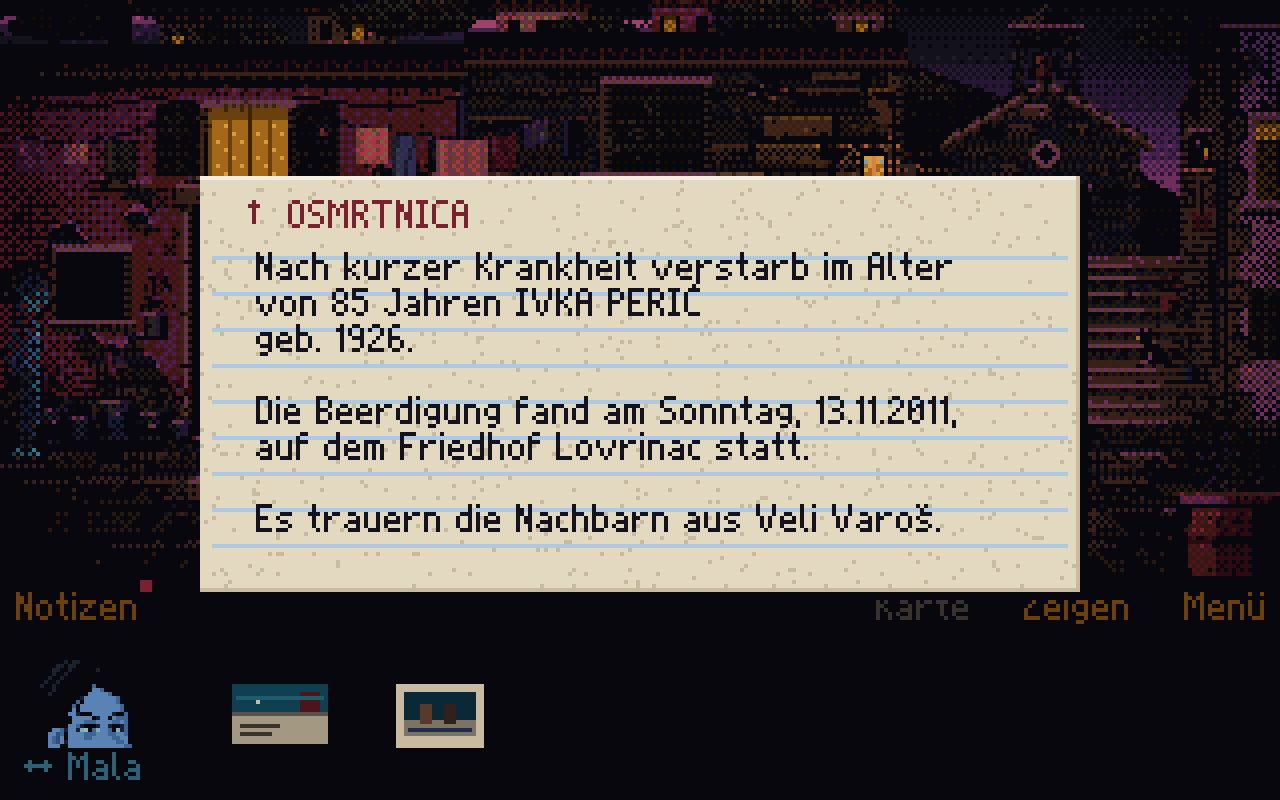 † OSMRTNICA
Nach kurzer Krankheit verstarb im Alter
von 85 Jahren IVKA PERIĆ
geb. 1926.
Die Beerdigung fand am Sonntag, 13.11.2011,
auf dem Friedhof Lovrinac statt.
Es trauern die Nachbarn aus Veli Varoš.
Notizen
Karte
Zeigen
Menü
↔ Mala